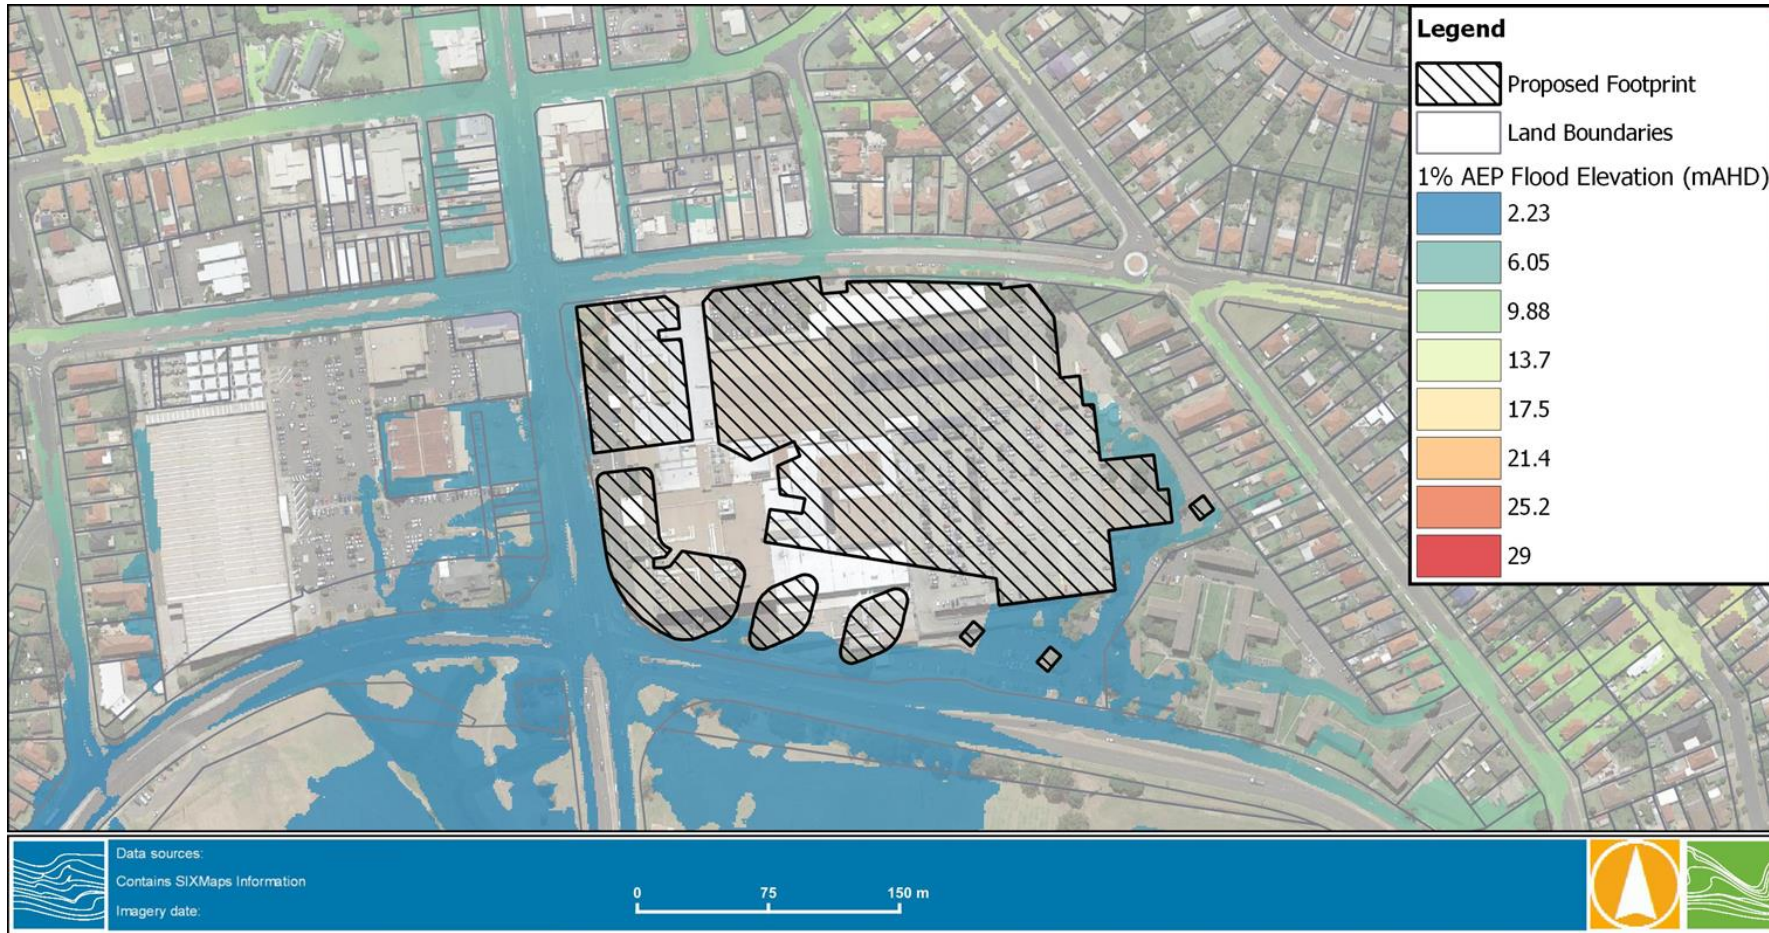 Legend
Proposed Footprint
Land Boundaries
1% AEP Flood Elevation (mAHD)
2.23
6.05
9.88
13.7
17.5
21.4
25.2
29
Data sources:
Contains SIXMaps Information
Imagery date:
0 75 150 m